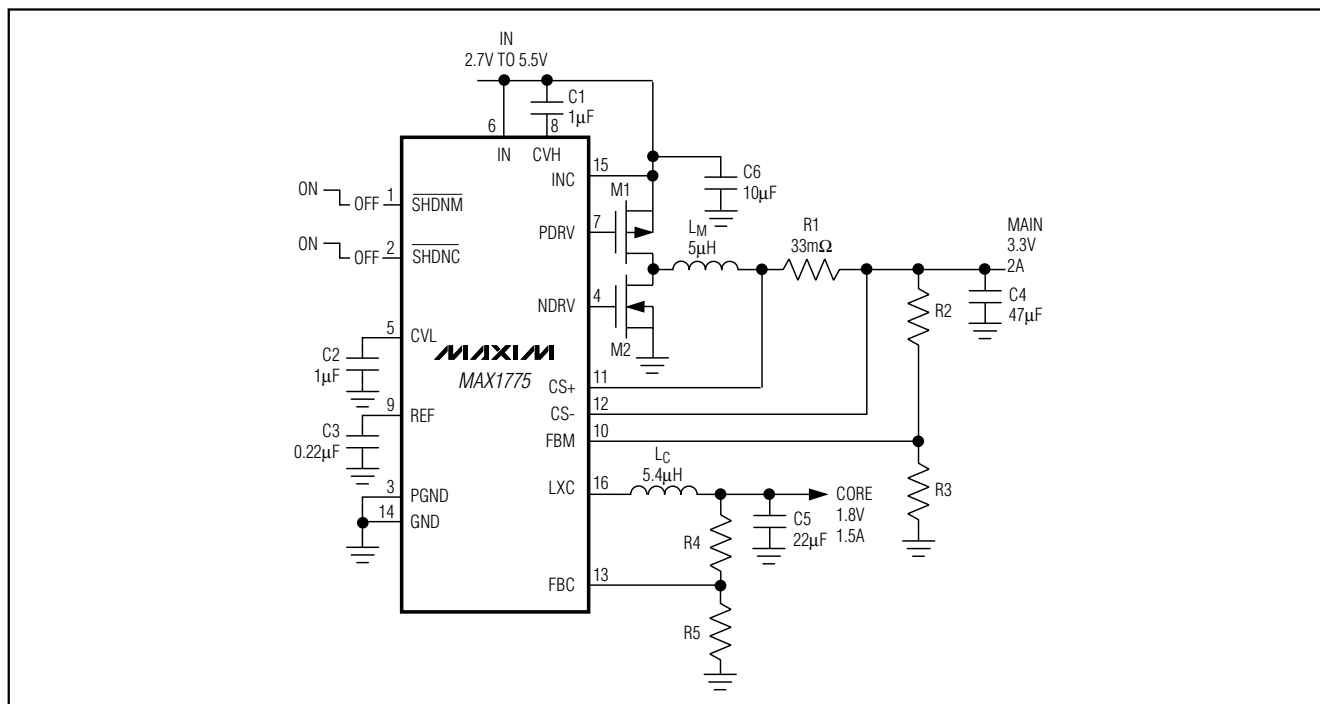 IN
2.7V TO 5.5V
C1
1µF
6
8
IN
CVH
15
INC
C6
10µF
ON
OFF
1
SHDNM
M1
7
PDRV
LM
5µH
R1
33mΩ
MAIN
3.3V
2A
ON
OFF
2
SHDNC
4
NDRV
R2
C4
47µF
5
CVL
M2
C2
1µF
MAXIM
MAX1775
11
CS+
12
CS-
9
REF
10
FBM
C3
0.22µF
LC
5.4µH
16
LXC
R3
3
PGND
14
GND
CORE
1.8V
1.5A
C5
22µF
R4
13
FBC
R5